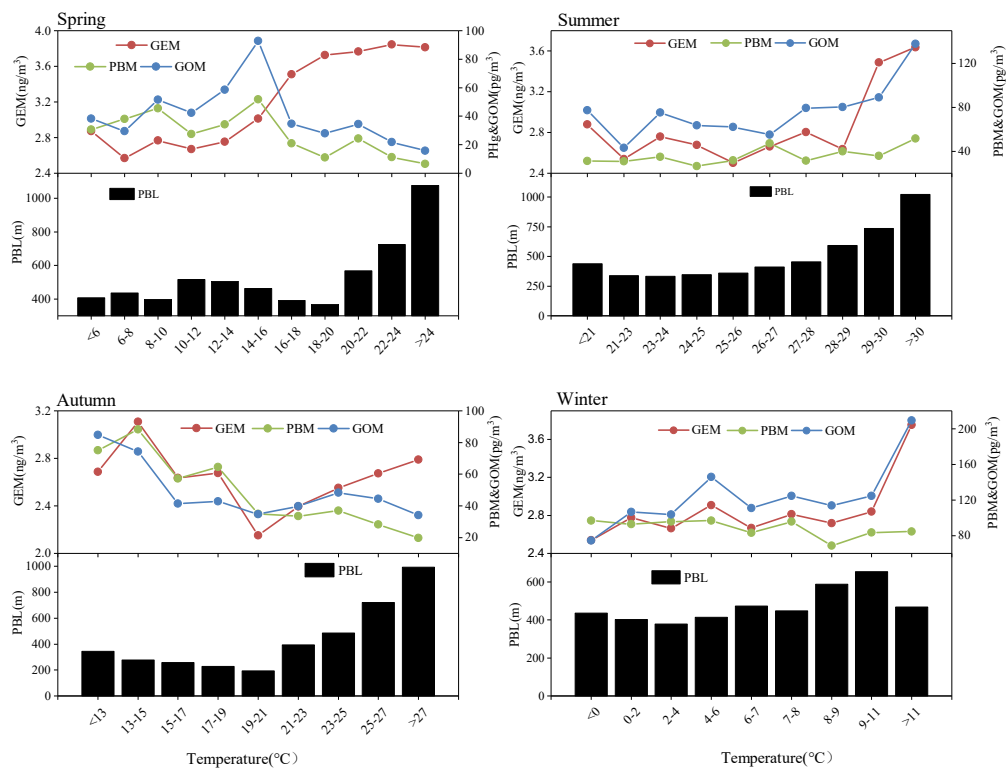 Spring
GEM
PBM
GOM
4.0
3.6
3.2
2.8
2.4
GEM(ng/m³)
100
80
60
40
20
0
PHg&GOM(pg/m³)
PBL
1000
800
600
400
PBL(m)
<6
6-8
8-10
10-12
12-14
14-16
16-18
18-20
20-22
22-24
>24
Summer
GEM
PBM
GOM
3.6
3.2
2.8
2.4
GEM(ng/m³)
120
80
40
PBM&GOM(pg/m³)
PBL
1000
750
500
250
0
PBL(m)
<21
21-23
23-24
24-25
25-26
26-27
27-28
28-29
29-30
>30
Autumn
GEM
PBM
GOM
3.2
2.8
2.4
2.0
GEM(ng/m³)
100
80
60
40
20
PBM&GOM(pg/m³)
PBL
1000
800
600
400
200
0
PBL(m)
<13
13-15
15-17
17-19
19-21
21-23
23-25
25-27
>27
Temperature(°C）
Winter
GEM
PBM
GOM
3.6
3.2
2.8
2.4
GEM(ng/m³)
200
160
120
80
PBM&GOM(pg/m³)
PBL
600
400
200
0
PBL(m)
<0
0-2
2-4
4-6
6-7
7-8
8-9
9-11
>11
Temperature(°C）